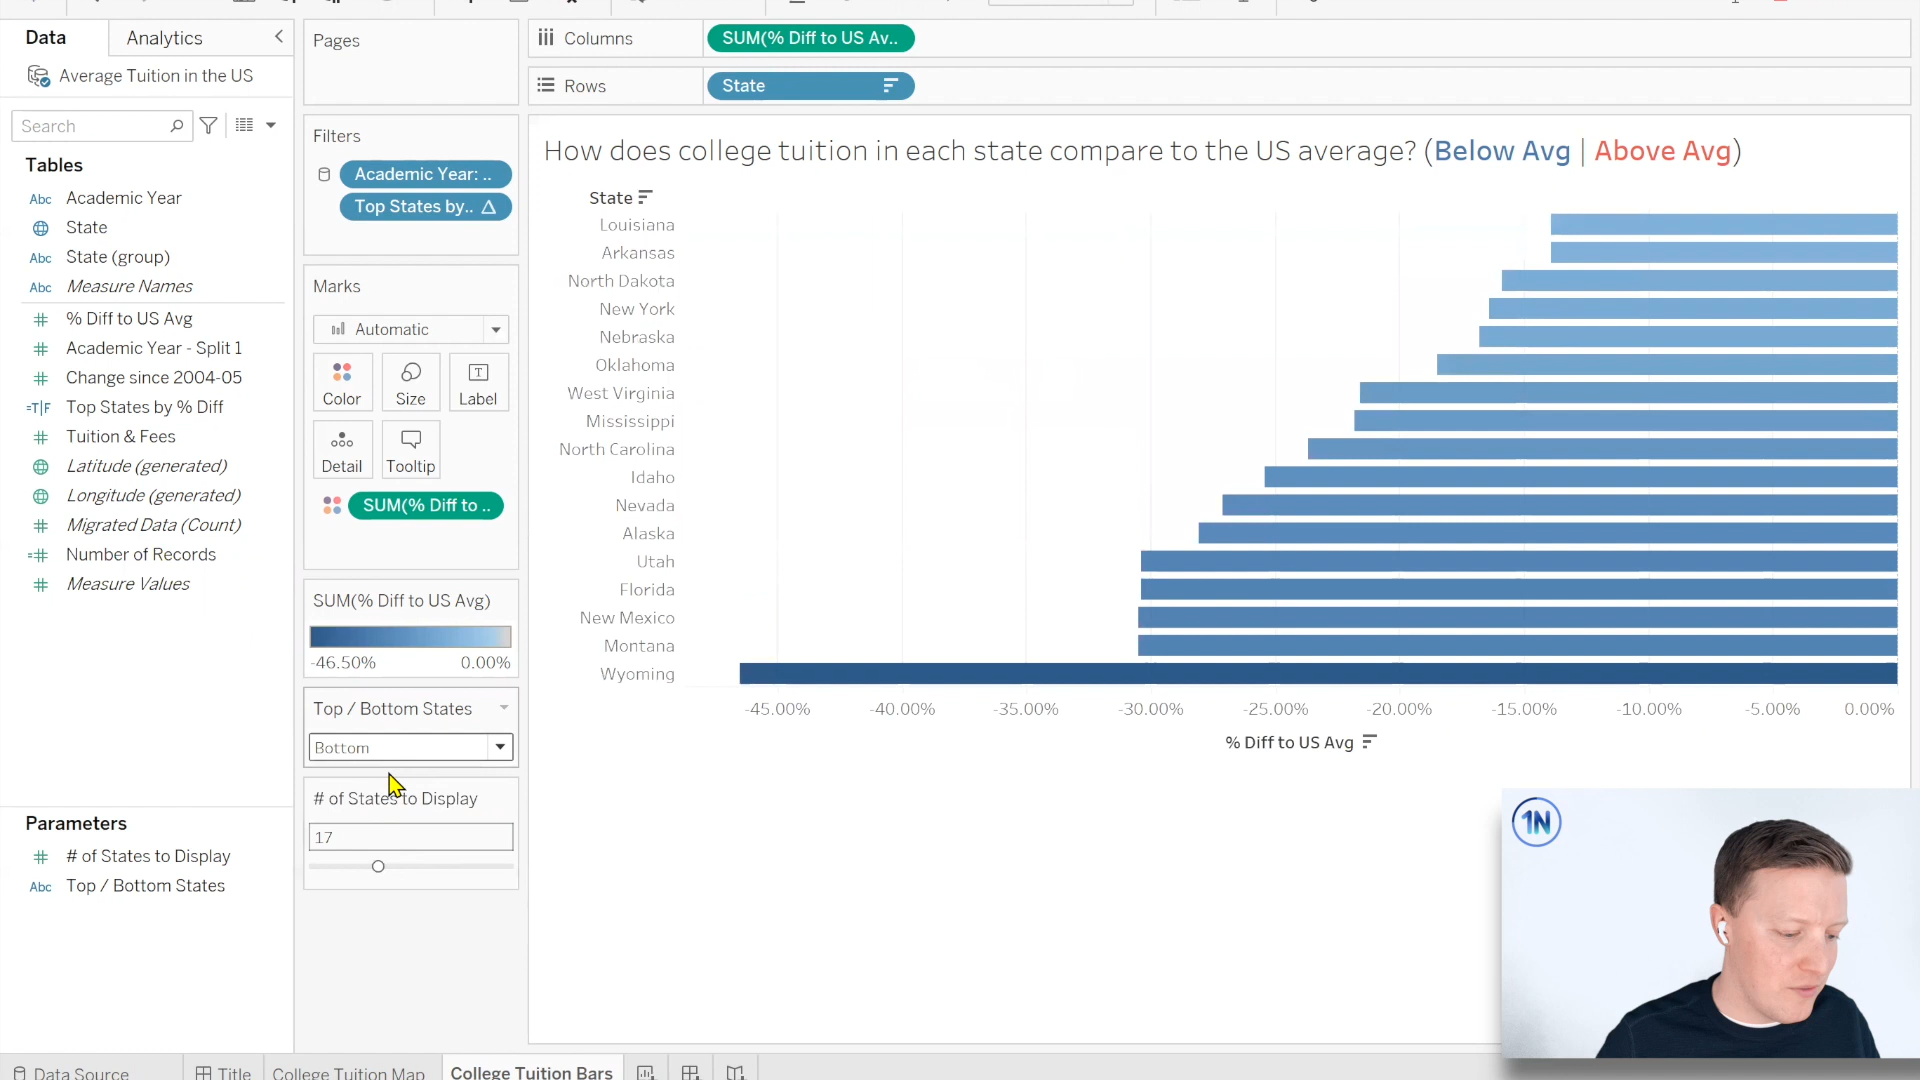 Data
Analytics
Average Tuition in the US
Search
Tables
Abc Academic Year
State
Abc State (group)
Abc Measure Names
% Diff to US Avg
Academic Year - Split 1
Change since 2004-05
=T|F Top States by % Diff
Tuition & Fees
Latitude (generated)
Longitude (generated)
Migrated Data (Count)
=# Number of Records
Measure Values
Parameters
# of States to Display
Abc Top / Bottom States
Pages
Filters
Academic Year: ..
Top States by..
Marks
Automatic
Color
Size
Label
Detail
Tooltip
SUM(% Diff to ..
SUM(% Diff to US Avg)
-46.50%
0.00%
Top / Bottom States
Bottom
# of States to Display
17
Columns
SUM(% Diff to US Av..
Rows
State
How does college tuition in each state compare to the US average? (Below Avg | Above Avg)
State
Louisiana
Arkansas
North Dakota
New York
Nebraska
Oklahoma
West Virginia
Mississippi
North Carolina
Idaho
Nevada
Alaska
Utah
Florida
New Mexico
Montana
Wyoming
-45.00%
-40.00%
-35.00%
-30.00%
-25.00%
-20.00%
-15.00%
-10.00%
-5.00%
0.00%
% Diff to US Avg
1N
Data Source
Title
College Tuition Map
College Tuition Bars